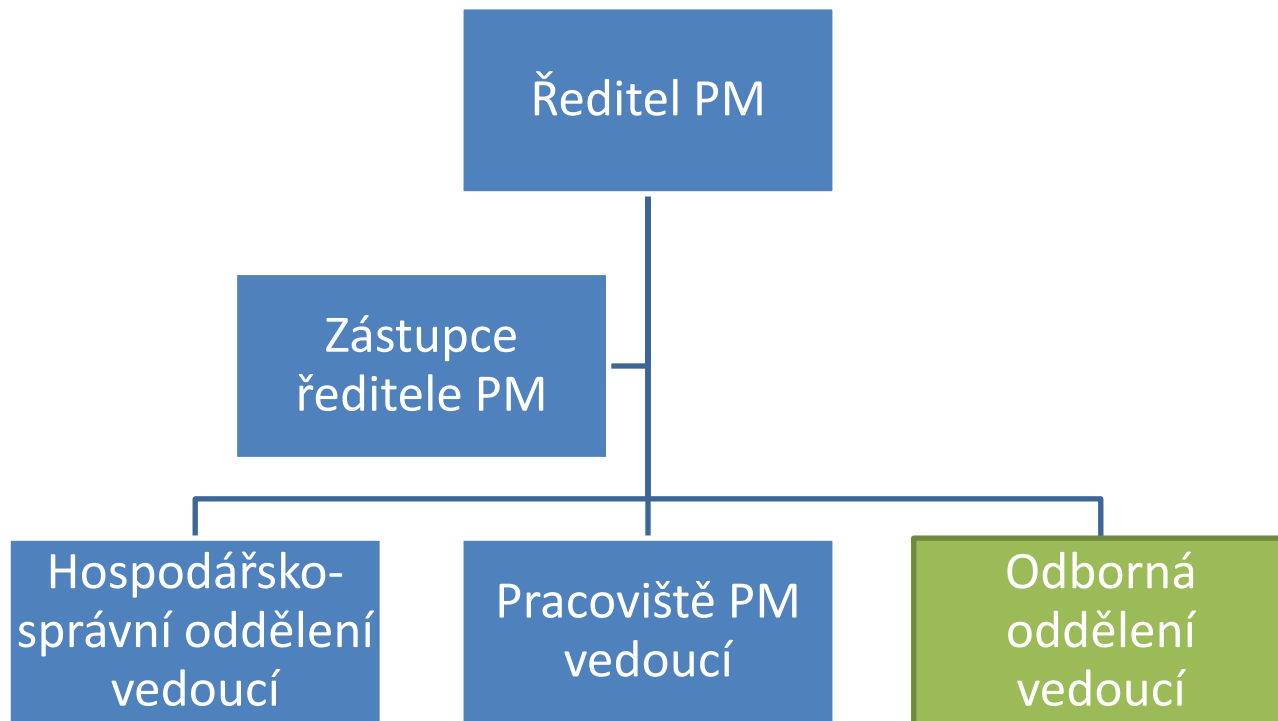 Ředitel PM
Zástupce
ředitele PM
Hospodářsko-
správní oddělení
vedoucí
Pracoviště PM
vedoucí
Odborná
oddělení
vedoucí